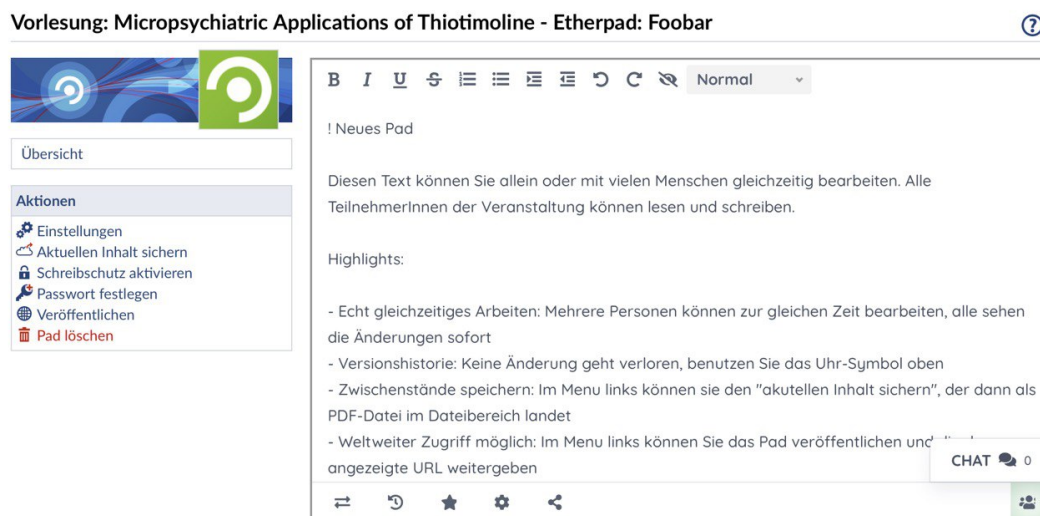 Vorlesung: Micropsychiatric Applications of Thiotimoline - Etherpad: Foobar
Übersicht
Aktionen
Einstellungen
Aktuellen Inhalt sichern
Schreibschutz aktivieren
Passwort festlegen
Veröffentlichen
Pad löschen
B I U S Normal
! Neues Pad
Diesen Text können Sie allein oder mit vielen Menschen gleichzeitig bearbeiten. Alle
TeilnehmerInnen der Veranstaltung können lesen und schreiben.
Highlights:
- Echt gleichzeitiges Arbeiten: Mehrere Personen können zur gleichen Zeit bearbeiten, alle sehen
die Änderungen sofort
- Versionshistorie: Keine Änderung geht verloren, benutzen Sie das Uhr-Symbol oben
- Zwischenstände speichern: Im Menu links können sie den "akutellen Inhalt sichern", der dann als
PDF-Datei im Dateibereich landet
- Weltweiter Zugriff möglich: Im Menu links können Sie das Pad veröffentlichen und
angezeigte URL weitergeben
CHAT 0